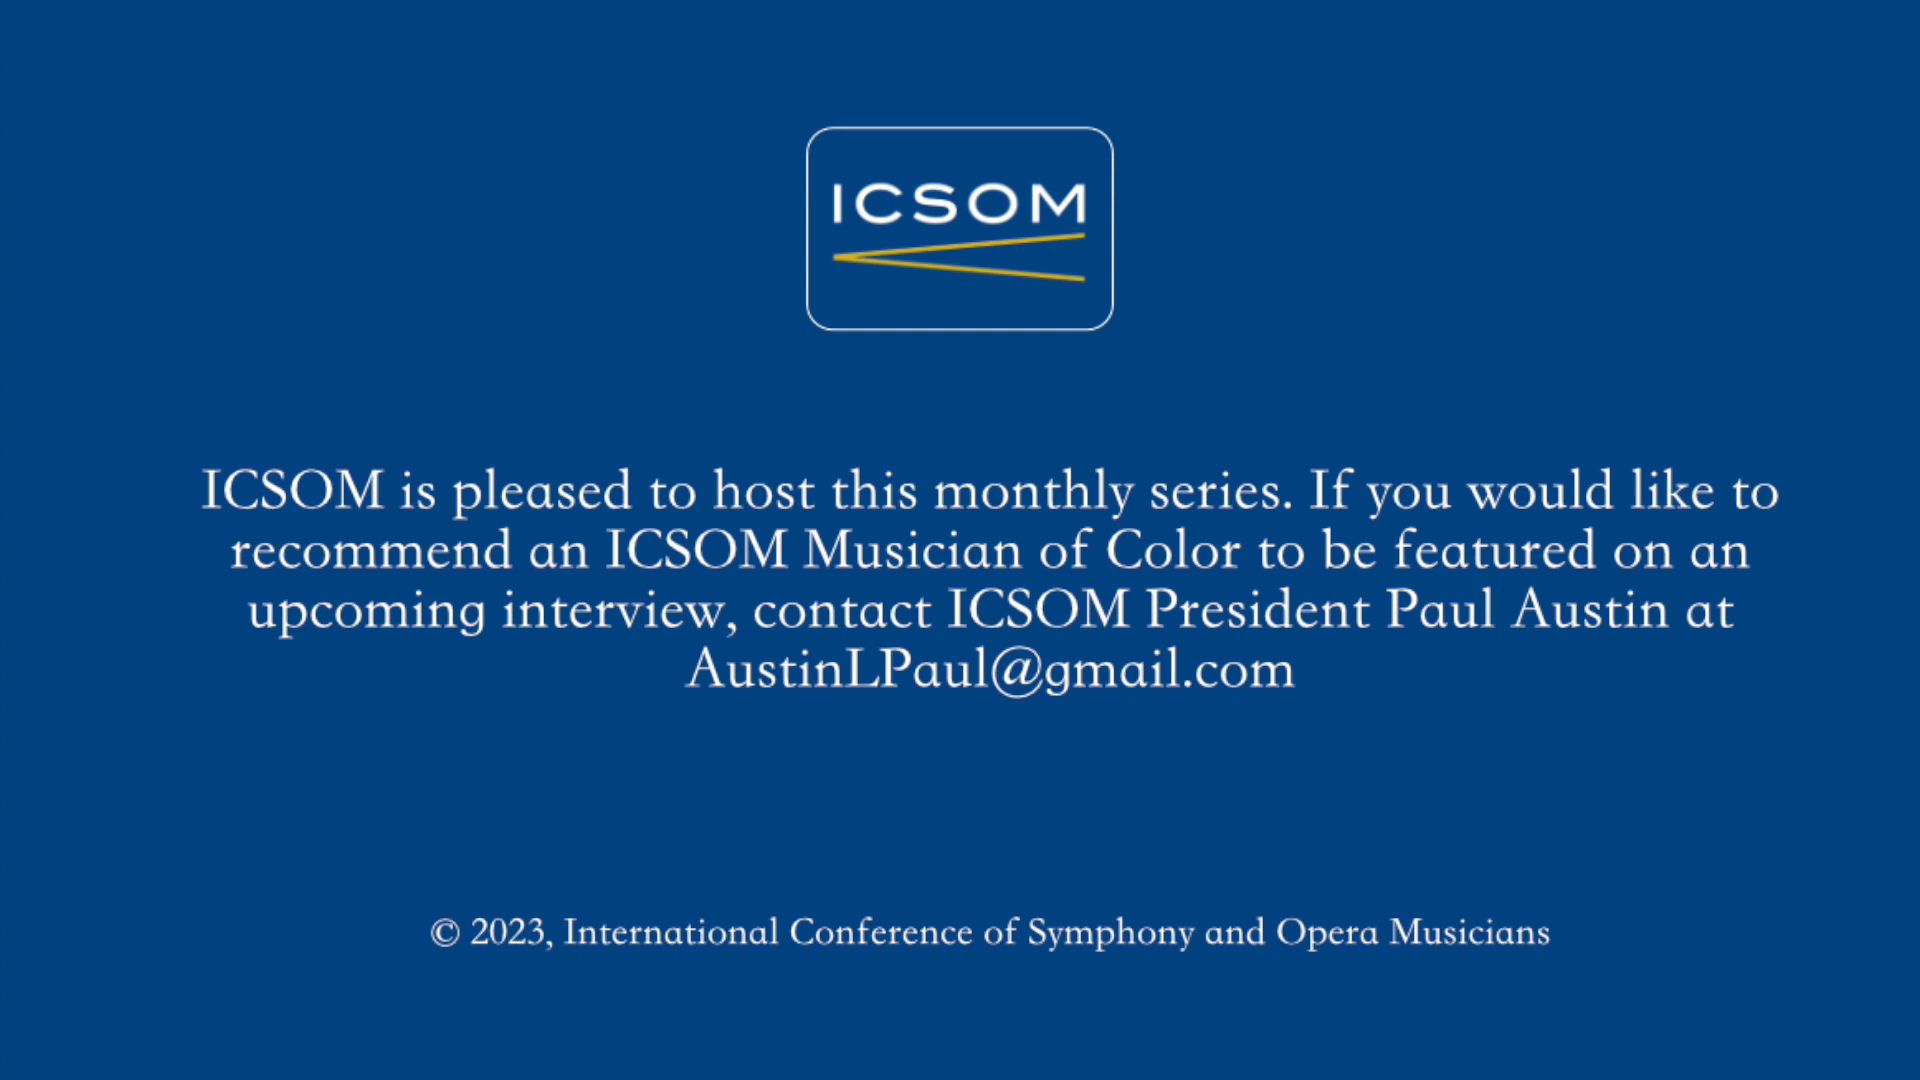 ICSOM
ICSOM is pleased to host this monthly series. If you would like to
recommend an ICSOM Musician of Color to be featured on an
upcoming interview, contact ICSOM President Paul Austin at
AustinLPaul@gmail.com
© 2023, International Conference of Symphony and Opera Musicians